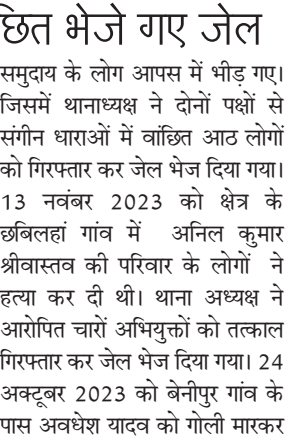 छित भेजे गए जेल
समुदाय के लोग आपस में भीड़ गए।
जिसमें थानाध्यक्ष ने दोनों पक्षों से
संगीन धाराओं में वांछित आठ लोगों
को गिरफ्तार कर जेल भेज दिया गया।
13 नवंबर 2023 को क्षेत्र के
छबिलहां गांव में अनिल कुमार
श्रीवास्तव की परिवार के लोगों ने
हत्या कर दी थी। थाना अध्यक्ष ने
आरोपित चारों अभियुक्तों को तत्काल
गिरफ्तार कर जेल भेज दिया गया। 24
अक्टूबर 2023 को बेनीपुर गांव के
पास अवधेश यादव को गोली मारकर